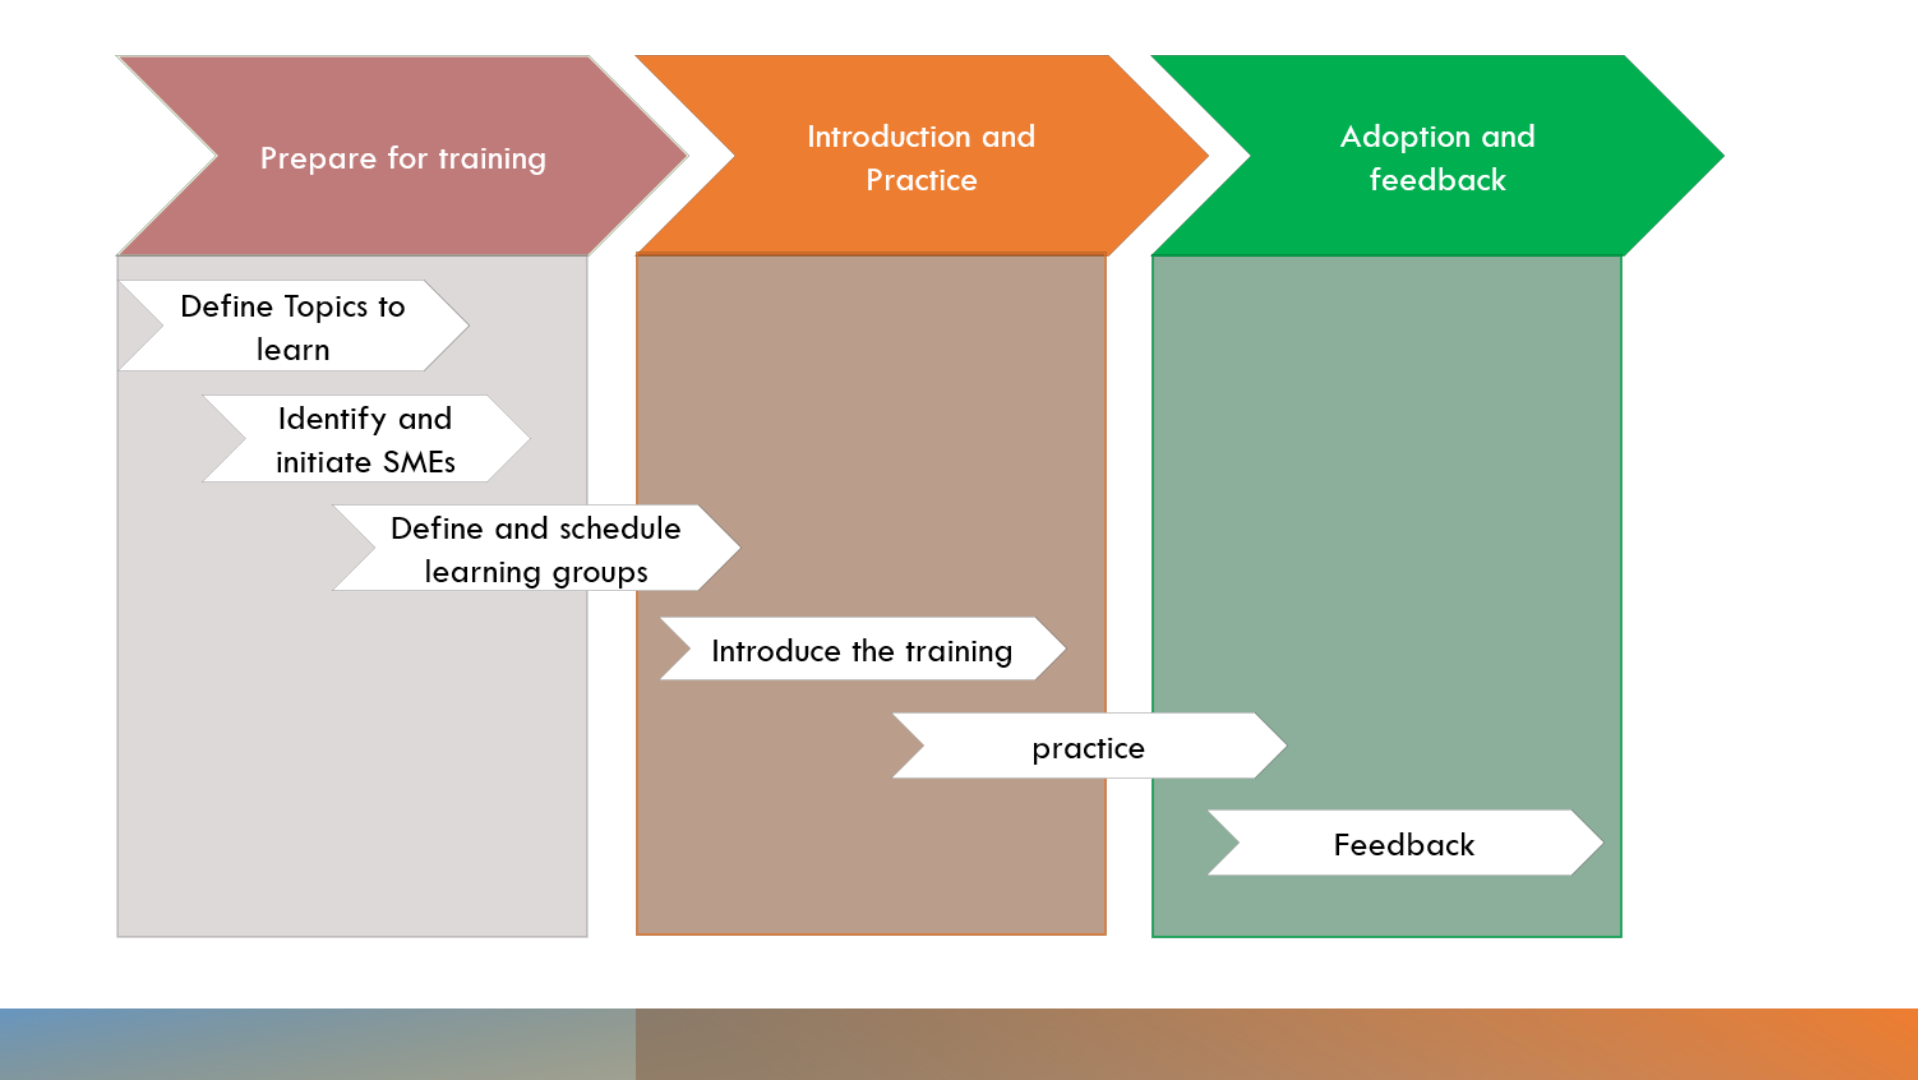 Prepare for training
Introduction and
Practice
Adoption and
feedback
Define Topics to
learn
Identify and
initiate SMEs
Define and schedule
learning groups
Introduce the training
practice
Feedback